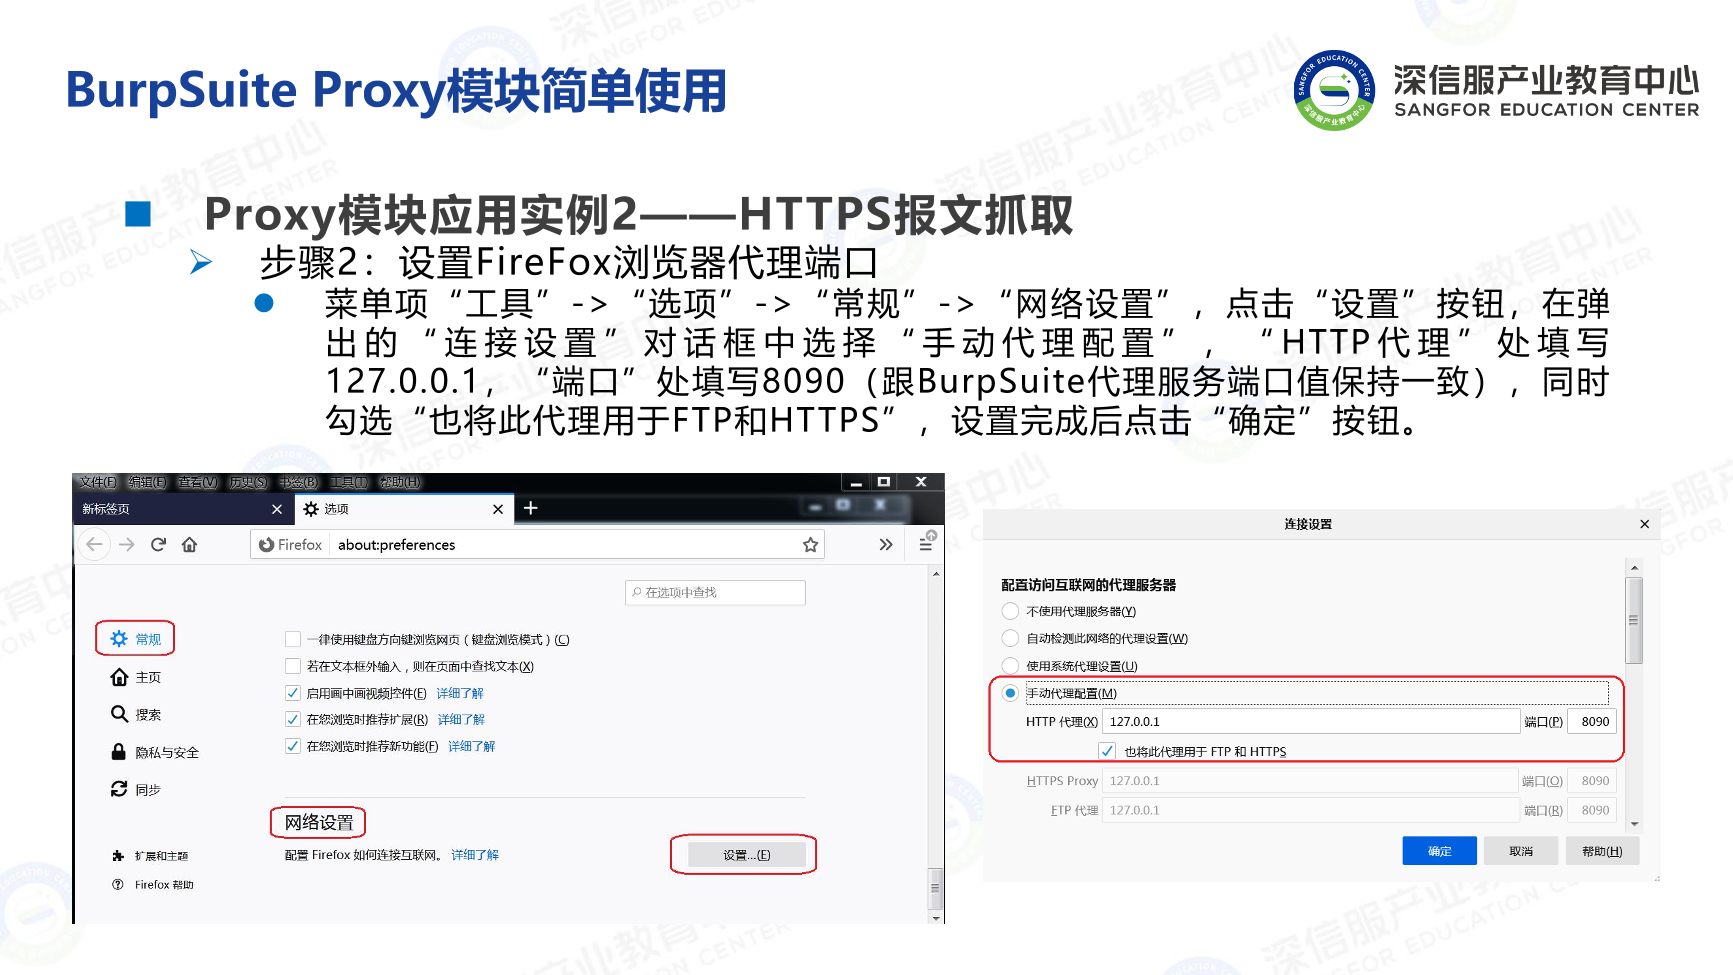 BurpSuite Proxy模块简单使用
深信服产业教育中心
SANGFOR EDUCATION CENTER
Proxy模块应用实例2——HTTPS报文抓取
步骤2：设置FireFox浏览器代理端口
菜单项“工具”->“选项”->“常规”->“网络设置”，点击“设置”按钮，在弹
出的“连接设置”对话框中选择“手动代理配置”，“HTTP代理”处填写
127.0.0.1，“端口”处填写8090（跟BurpSuite代理服务端口值保持一致），同时
勾选“也将此代理用于FTP和HTTPS”，设置完成后点击“确定”按钮。
文件(F) 编辑(E) 查看(V) 历史(S) 书签(B) 工具(T) 帮助(H)
新标签页
选项
Firefox about:preferences
在选项中查找
常规
主页
搜索
隐私与安全
同步
扩展和主题
Firefox 帮助
一律使用键盘方向键浏览网页（键盘浏览模式）(C)
若在文本框外输入，则在页面中查找文本(X)
启用画中画视频控件(E) 详细了解
在您浏览时推荐扩展(R) 详细了解
在您浏览时推荐新功能(F) 详细了解
网络设置
配置 Firefox 如何连接互联网。 详细了解
设置...(E)
连接设置
配置访问互联网的代理服务器
不使用代理服务器(Y)
自动检测此网络的代理设置(W)
使用系统代理设置(U)
手动代理配置(M)
HTTP 代理(X) 127.0.0.1 端口(P) 8090
也将此代理用于 FTP 和 HTTPS
HTTPS Proxy 127.0.0.1 端口(O) 8090
FTP 代理 127.0.0.1 端口(R) 8090
确定 取消 帮助(H)